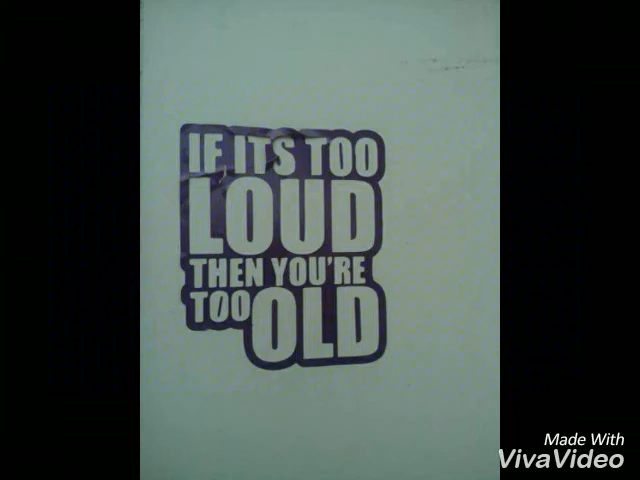 IF ITS TOO
LOUD
THEN YOU'RE
TOO OLD
Made With
VivaVideo